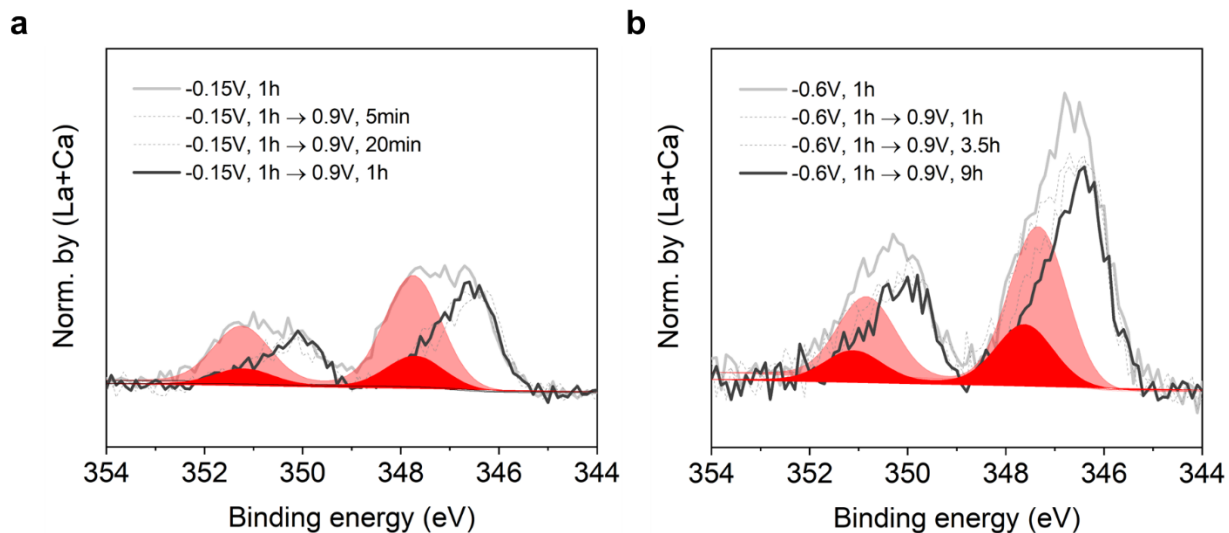 a
-0.15V, 1h
-0.15V, 1h → 0.9V, 5min
-0.15V, 1h → 0.9V, 20min
-0.15V, 1h → 0.9V, 1h
Norm. by (La+Ca)
354 352 350 348 346 344
Binding energy (eV)
b
-0.6V, 1h
-0.6V, 1h → 0.9V, 1h
-0.6V, 1h → 0.9V, 3.5h
-0.6V, 1h → 0.9V, 9h
Norm. by (La+Ca)
354 352 350 348 346 344
Binding energy (eV)